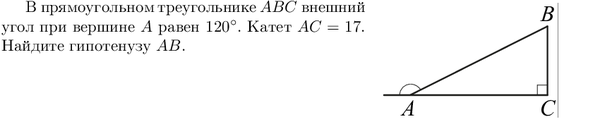 В прямоугольном треугольнике ABC внешний
угол при вершине A равен 120°. Катет AC = 17.
Найдите гипотенузу AB.
B
A
C